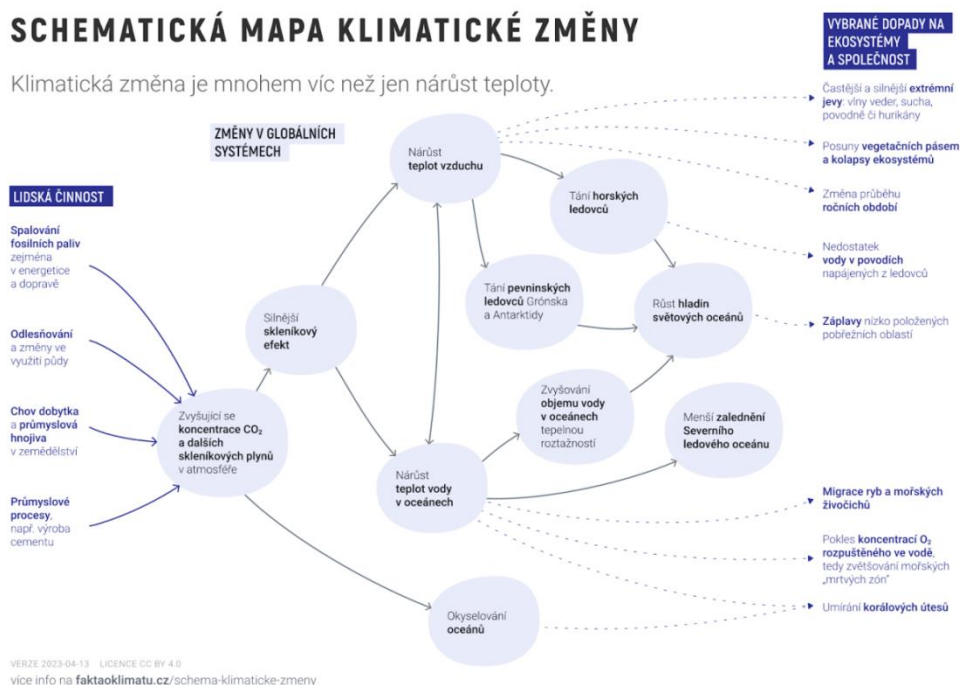 SCHEMATICKÁ MAPA KLIMATICKÉ ZMĚNY
Klimatická změna je mnohem víc než jen nárůst teploty.
LIDSKÁ ČINNOST
Spalování
fosilních paliv
zejména
v energetice
a dopravě
Odlesňování
a změny ve
využití půdy
Chov dobytka
a průmyslová
hnojiva
v zemědělství
Průmyslové
procesy,
např. výroba
cementu
ZMĚNY V GLOBÁLNÍCH
SYSTÉMECH
Zvyšující se
koncentrace CO₂
a dalších
skleníkových plynů
v atmosféře
Silnější
skleníkový
efekt
Nárůst
teplot vzduchu
Tání horských
ledovců
Tání pevninských
ledovců Grónska
a Antarktidy
Růst hladin
světových oceánů
Zvyšování
objemu vody
v oceánech
tepelnou
roztažností
Menší zalednění
Severního
ledového oceánu
Nárůst
teplot vody
v oceánech
Okyselování
oceánů
VYBRANÉ DOPADY NA
EKOSYSTÉMY
A SPOLEČNOST
Častější a silnější extrémní
jevy: vlny veder, sucha,
povodně či hurikány
Posuny vegetačních pásem
a kolapsy ekosystémů
Změna průběhu
ročních období
Nedostatek
vody v povodích
napájených z ledovců
Záplavy nízko položených
pobřežních oblastí
Migrace ryb a mořských
živočichů
Pokles koncentrací O₂
rozpuštěného ve vodě,
tedy zvětšování mořských
„mrtvých zón"
Umírání korálových útesů
VERZE 2023-04-13 LICENCE CC BY 4.0
více info na faktaoklimatu.cz/schema-klimaticke-zmeny